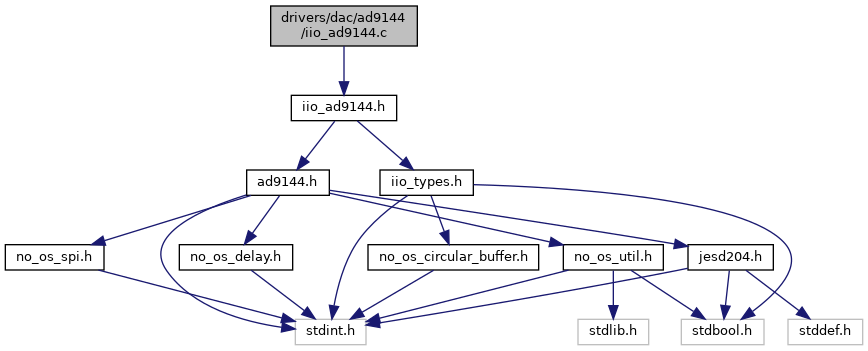 drivers/dac/ad9144
/iio_ad9144.c
iio_ad9144.h
ad9144.h
iio_types.h
no_os_spi.h
no_os_delay.h
no_os_circular_buffer.h
no_os_util.h
jesd204.h
stdint.h
stdlib.h
stdbool.h
stddef.h